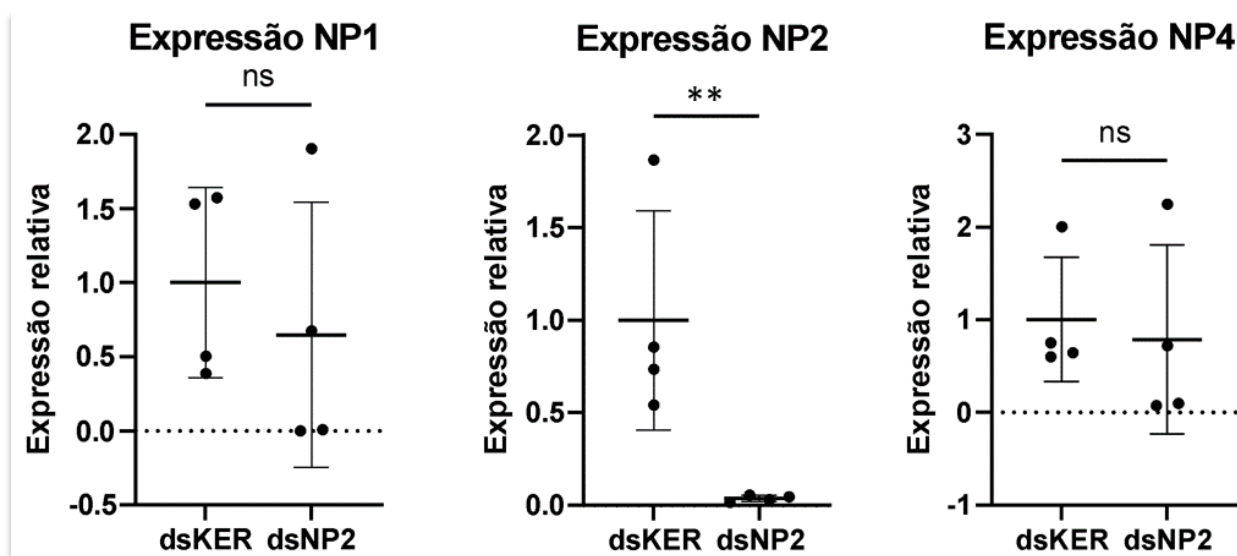 Expressão NP1
ns
Expressão relativa
2.0
1.5
1.0
0.5
0.0
-0.5
dsKER dsNP2
Expressão NP2
**
Expressão relativa
2.0
1.5
1.0
0.5
0.0
dsKER dsNP2
Expressão NP4
ns
Expressão relativa
3
2
1
0
-1
dsKER dsNP2